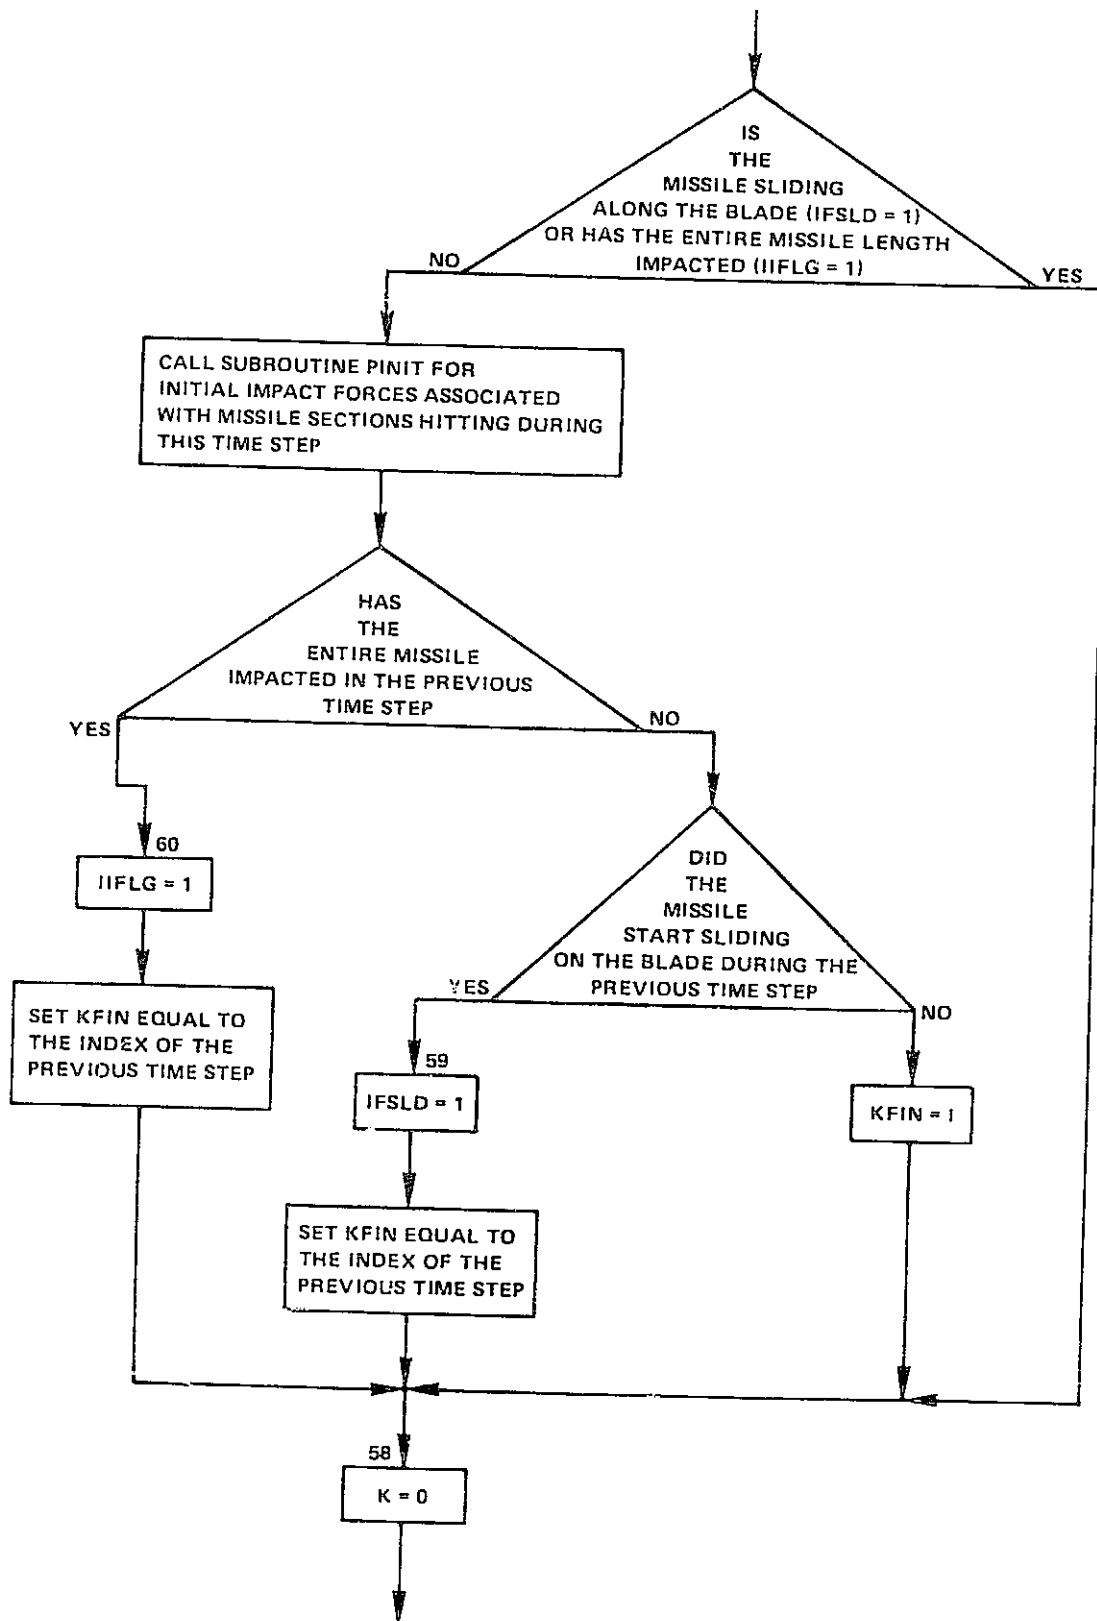 IS
THE
MISSILE SLIDING
ALONG THE BLADE (IFSLD = 1)
OR HAS THE ENTIRE MISSILE LENGTH
IMPACTED (IIFLG = 1)
NO
YES
CALL SUBROUTINE PINIT FOR
INITIAL IMPACT FORCES ASSOCIATED
WITH MISSILE SECTIONS HITTING DURING
THIS TIME STEP
HAS
THE
ENTIRE MISSILE
IMPACTED IN THE PREVIOUS
TIME STEP
YES
NO
60
IIFLG = 1
SET KFIN EQUAL TO
THE INDEX OF THE
PREVIOUS TIME STEP
DID
THE
MISSILE
START SLIDING
ON THE BLADE DURING THE
PREVIOUS TIME STEP
YES
NO
59
IFSLD = 1
SET KFIN EQUAL TO
THE INDEX OF THE
PREVIOUS TIME STEP
KFIN = I
58
K = 0